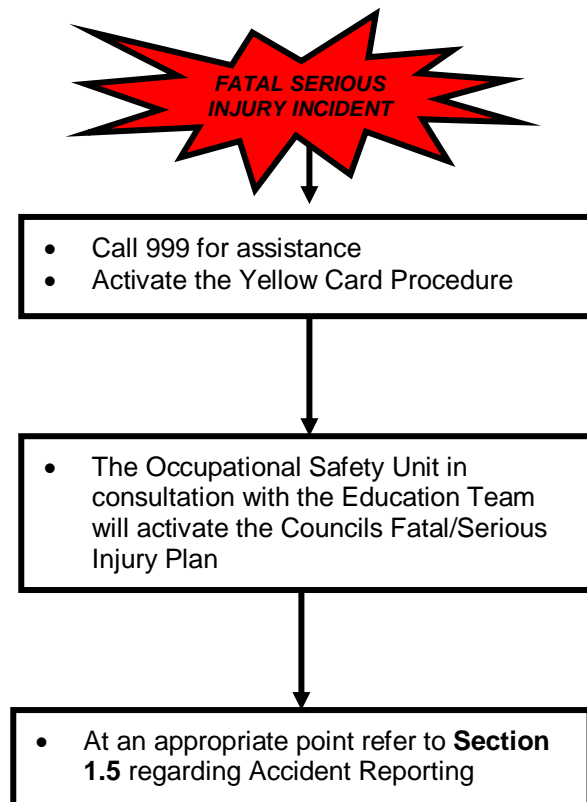 FATAL SERIOUS
INJURY INCIDENT
• Call 999 for assistance
• Activate the Yellow Card Procedure
• The Occupational Safety Unit in
consultation with the Education Team
will activate the Councils Fatal/Serious
Injury Plan
• At an appropriate point refer to Section
1.5 regarding Accident Reporting